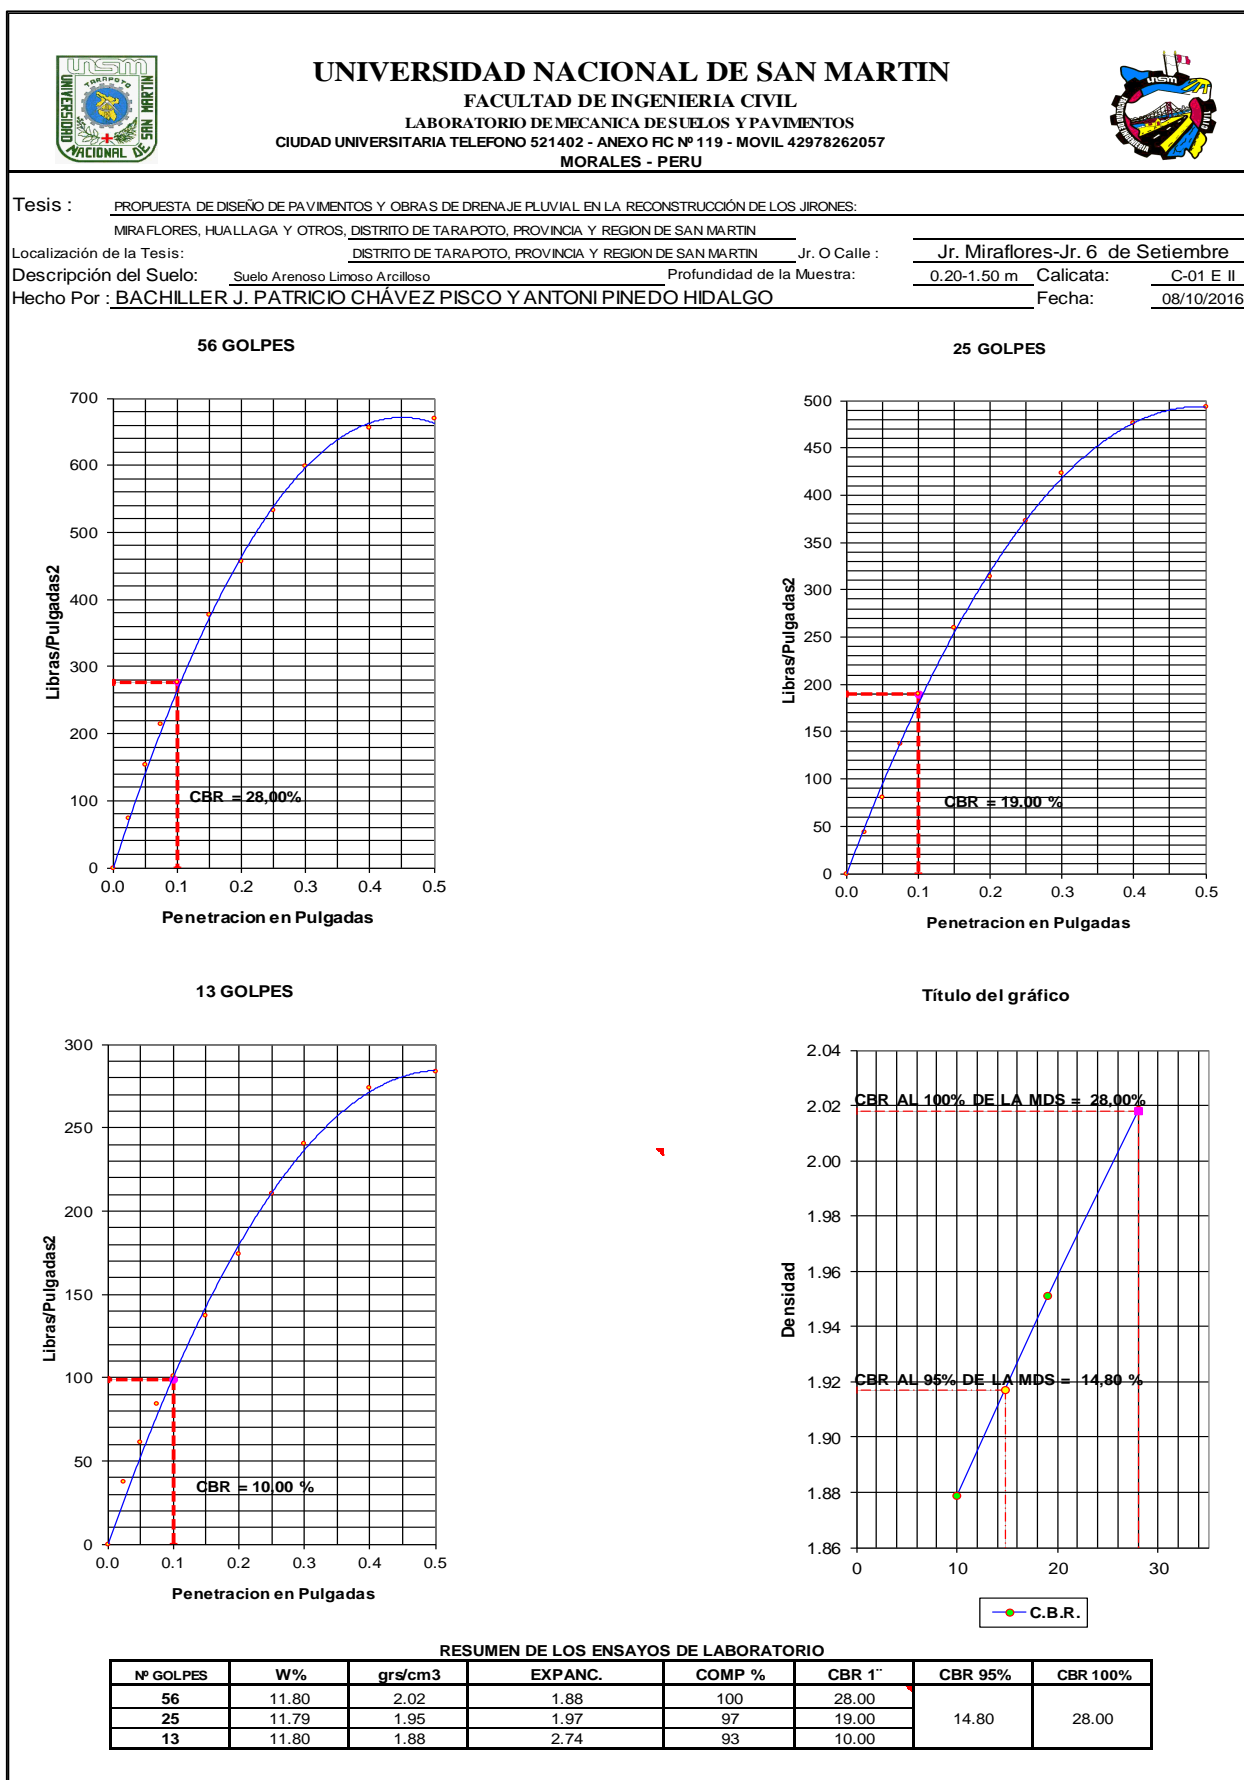 UNSM
TARAPOTO
UNIVERSIDAD NACIONAL DE SAN MARTIN
UNIVERSIDAD NACIONAL DE SAN MARTIN
FACULTAD DE INGENIERIA CIVIL
LABORATORIO DE MECANICA DE SUELOS Y PAVIMENTOS
CIUDAD UNIVERSITARIA TELEFONO 521402 - ANEXO FIC Nº 119 - MOVIL 42978262057
MORALES - PERU
Tesis : PROPUESTA DE DISEÑO DE PAVIMENTOS Y OBRAS DE DRENAJE PLUVIAL EN LA RECONSTRUCCIÓN DE LOS JIRONES:
MIRAFLORES, HUALLAGA Y OTROS, DISTRITO DE TARAPOTO, PROVINCIA Y REGION DE SAN MARTIN
Localización de la Tesis: DISTRITO DE TARAPOTO, PROVINCIA Y REGION DE SAN MARTIN Jr. O Calle : Jr. Miraflores-Jr. 6 de Setiembre
Descripción del Suelo: Suelo Arenoso Limoso Arcilloso Profundidad de la Muestra: 0.20-1.50 m Calicata: C-01 E II
Hecho Por : BACHILLER J. PATRICIO CHÁVEZ PISCO Y ANTONI PINEDO HIDALGO Fecha: 08/10/2016
56 GOLPES
700
600
500
400
300
200
100
0
Libras/Pulgadas2
CBR = 28,00%
0.0 0.1 0.2 0.3 0.4 0.5
Penetracion en Pulgadas
25 GOLPES
500
450
400
350
300
250
200
150
100
50
0
Libras/Pulgadas2
CBR = 19.00 %
0.0 0.1 0.2 0.3 0.4 0.5
Penetracion en Pulgadas
13 GOLPES
300
250
200
150
100
50
0
Libras/Pulgadas2
CBR = 10,00 %
0.0 0.1 0.2 0.3 0.4 0.5
Penetracion en Pulgadas
Título del gráfico
2.04
2.02
2.00
1.98
1.96
1.94
1.92
1.90
1.88
1.86
Densidad
CBR AL 100% DE LA MDS = 28,00%
CBR AL 95% DE LA MDS = 14,80 %
0 10 20 30
C.B.R.
RESUMEN DE LOS ENSAYOS DE LABORATORIO
Nº GOLPES W% grs/cm3 EXPANC. COMP % CBR 1¨ CBR 95% CBR 100%
56 11.80 2.02 1.88 100 28.00
25 11.79 1.95 1.97 97 19.00 14.80 28.00
13 11.80 1.88 2.74 93 10.00